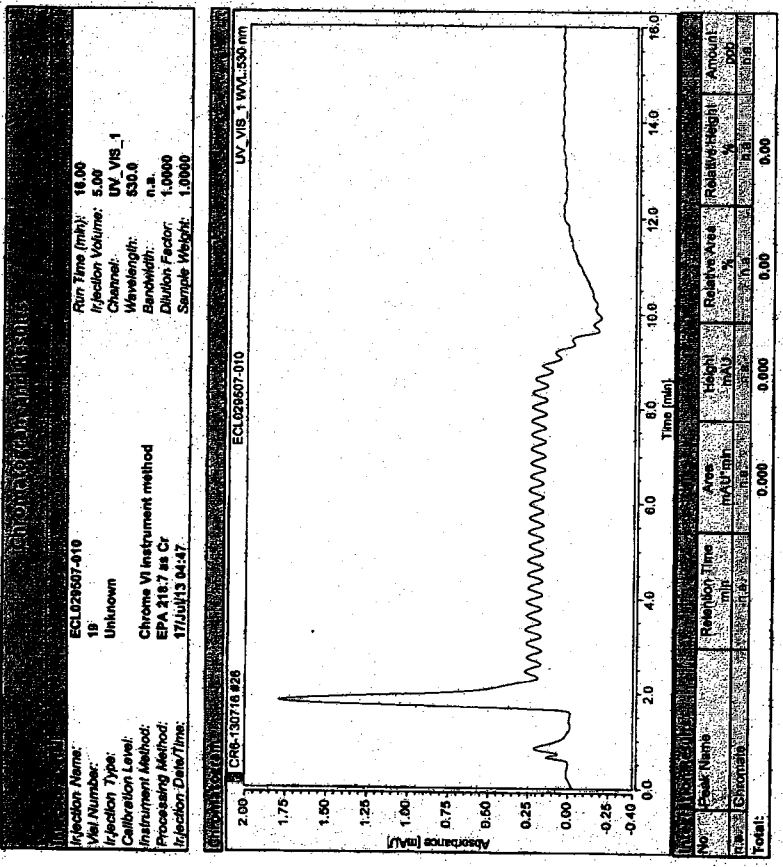 Chromatogram and Results
Injection Name: ECL029507-010 Run Time (min): 16.00
Vial Number: 19 Injection Volume: 5.00
Injection Type: Unknown Channel: UV_VIS_1
Calibration Level: Wavelength: 530.0
Instrument Method: Chrome VI instrument method Bandwidth: n.a.
Processing Method: EPA 218.7 as Cr Dilution Factor: 1.0000
Injection Date/Time: 17/Jul/13 04:47 Sample Weight: 1.0000
Chromatogram
CR6-130716 #26 ECL029507-010 UV_VIS_1 WVL:530 nm
Absorbance [mAU]
2.00
1.75
1.50
1.25
1.00
0.75
0.50
0.25
0.00
-0.25
-0.40
0.0 2.0 4.0 6.0 8.0 10.0 12.0 14.0 16.0
Time [min]
No. Peak Name Retention Time Area Height Relative Area Relative Height Amount
min mAU*min mAU % % ppb
n.a. Chromate n.a. n.a. n.a. n.a. n.a. n.a.
Total: 0.000 0.000 0.00 0.00